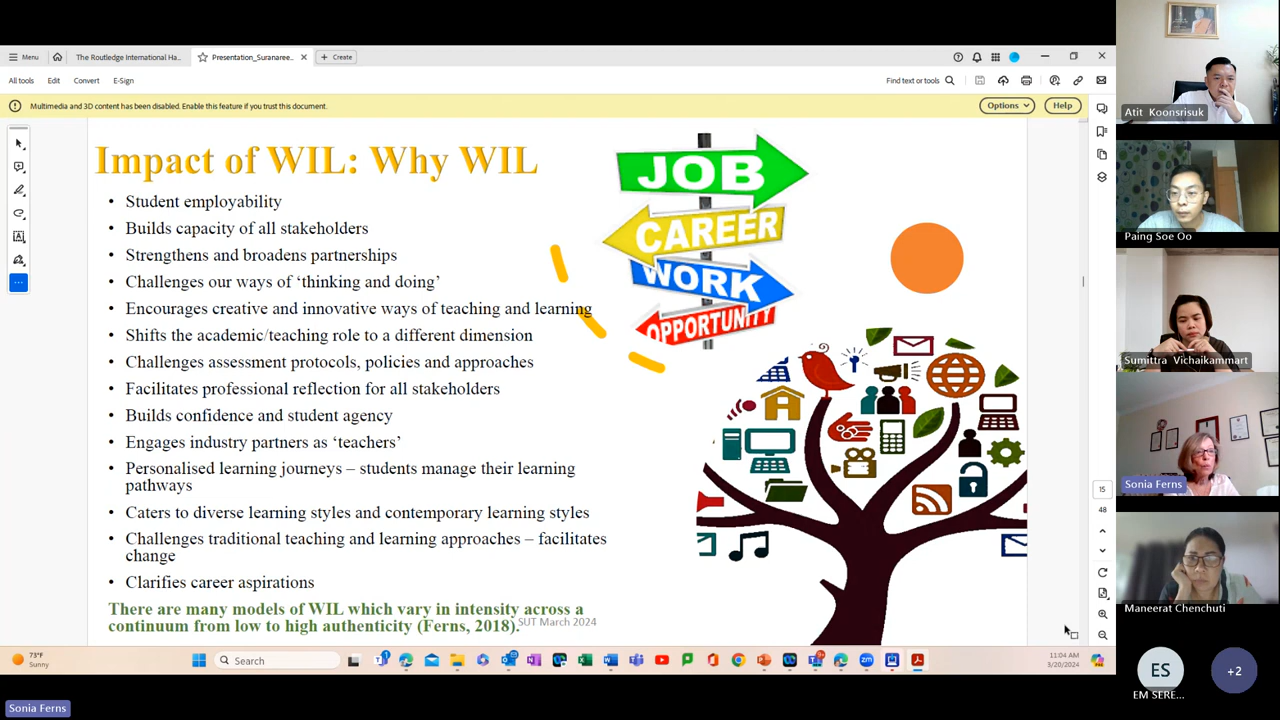 Menu
The Routledge International Ha...
Presentation_Suranaree...
Create
All tools
Edit
Convert
E-Sign
Find text or tools
Multimedia and 3D content has been disabled. Enable this feature if you trust this document.
Options
Help
Impact of WIL: Why WIL
• Student employability
• Builds capacity of all stakeholders
• Strengthens and broadens partnerships
• Challenges our ways of ‘thinking and doing’
• Encourages creative and innovative ways of teaching and learning
• Shifts the academic/teaching role to a different dimension
• Challenges assessment protocols, policies and approaches
• Facilitates professional reflection for all stakeholders
• Builds confidence and student agency
• Engages industry partners as ‘teachers’
• Personalised learning journeys – students manage their learning
pathways
• Caters to diverse learning styles and contemporary learning styles
• Challenges traditional teaching and learning approaches – facilitates
change
• Clarifies career aspirations
There are many models of WIL which vary in intensity across a
continuum from low to high authenticity (Ferns, 2018).
SUT March 2024
JOB
CAREER
WORK
OPPORTUNITY
15
48
73°F
Sunny
Search
11:04 AM
3/20/2024
Atit Koonsrisuk
Paing Soe Oo
Sumittra Vichaikammart
Sonia Ferns
Maneerat Chenchuti
ES
EM SERE...
+2
Sonia Ferns